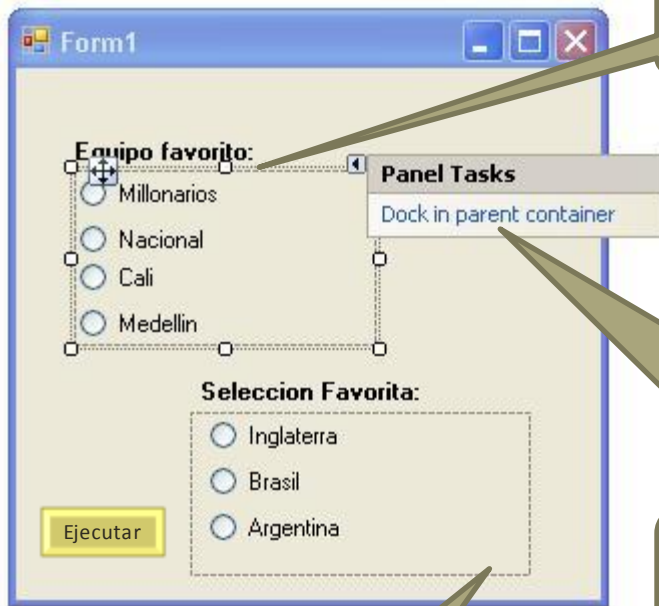 Form1
Equipo favorito:
Panel Tasks
Dock in parent container
Millonarios
Nacional
Cali
Medellin
Seleccion Favorita:
Inglaterra
Brasil
Argentina
Ejecutar